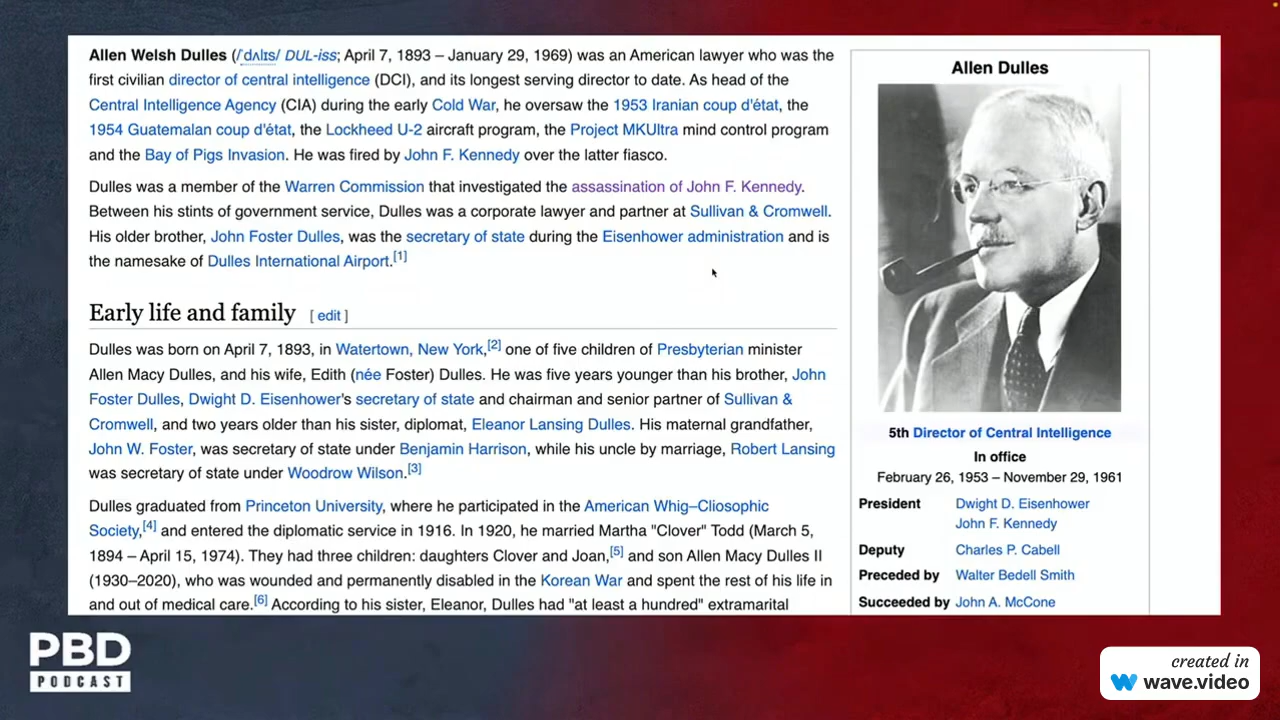 Allen Welsh Dulles (/ˈdʌlɪs/ DUL-iss; April 7, 1893 – January 29, 1969) was an American lawyer who was the
first civilian director of central intelligence (DCI), and its longest serving director to date. As head of the
Central Intelligence Agency (CIA) during the early Cold War, he oversaw the 1953 Iranian coup d'état, the
1954 Guatemalan coup d'état, the Lockheed U-2 aircraft program, the Project MKUltra mind control program
and the Bay of Pigs Invasion. He was fired by John F. Kennedy over the latter fiasco.
Dulles was a member of the Warren Commission that investigated the assassination of John F. Kennedy.
Between his stints of government service, Dulles was a corporate lawyer and partner at Sullivan & Cromwell.
His older brother, John Foster Dulles, was the secretary of state during the Eisenhower administration and is
the namesake of Dulles International Airport.[1]
Early life and family [ edit ]
Dulles was born on April 7, 1893, in Watertown, New York,[2] one of five children of Presbyterian minister
Allen Macy Dulles, and his wife, Edith (née Foster) Dulles. He was five years younger than his brother, John
Foster Dulles, Dwight D. Eisenhower's secretary of state and chairman and senior partner of Sullivan &
Cromwell, and two years older than his sister, diplomat, Eleanor Lansing Dulles. His maternal grandfather,
John W. Foster, was secretary of state under Benjamin Harrison, while his uncle by marriage, Robert Lansing
was secretary of state under Woodrow Wilson.[3]
Dulles graduated from Princeton University, where he participated in the American Whig–Cliosophic
Society,[4] and entered the diplomatic service in 1916. In 1920, he married Martha "Clover" Todd (March 5,
1894 – April 15, 1974). They had three children: daughters Clover and Joan,[5] and son Allen Macy Dulles II
(1930–2020), who was wounded and permanently disabled in the Korean War and spent the rest of his life in
and out of medical care.[6] According to his sister, Eleanor, Dulles had "at least a hundred" extramarital
Allen Dulles
5th Director of Central Intelligence
In office
February 26, 1953 – November 29, 1961
President Dwight D. Eisenhower
John F. Kennedy
Deputy Charles P. Cabell
Preceded by Walter Bedell Smith
Succeeded by John A. McCone
PBD
PODCAST
created in
wave.video